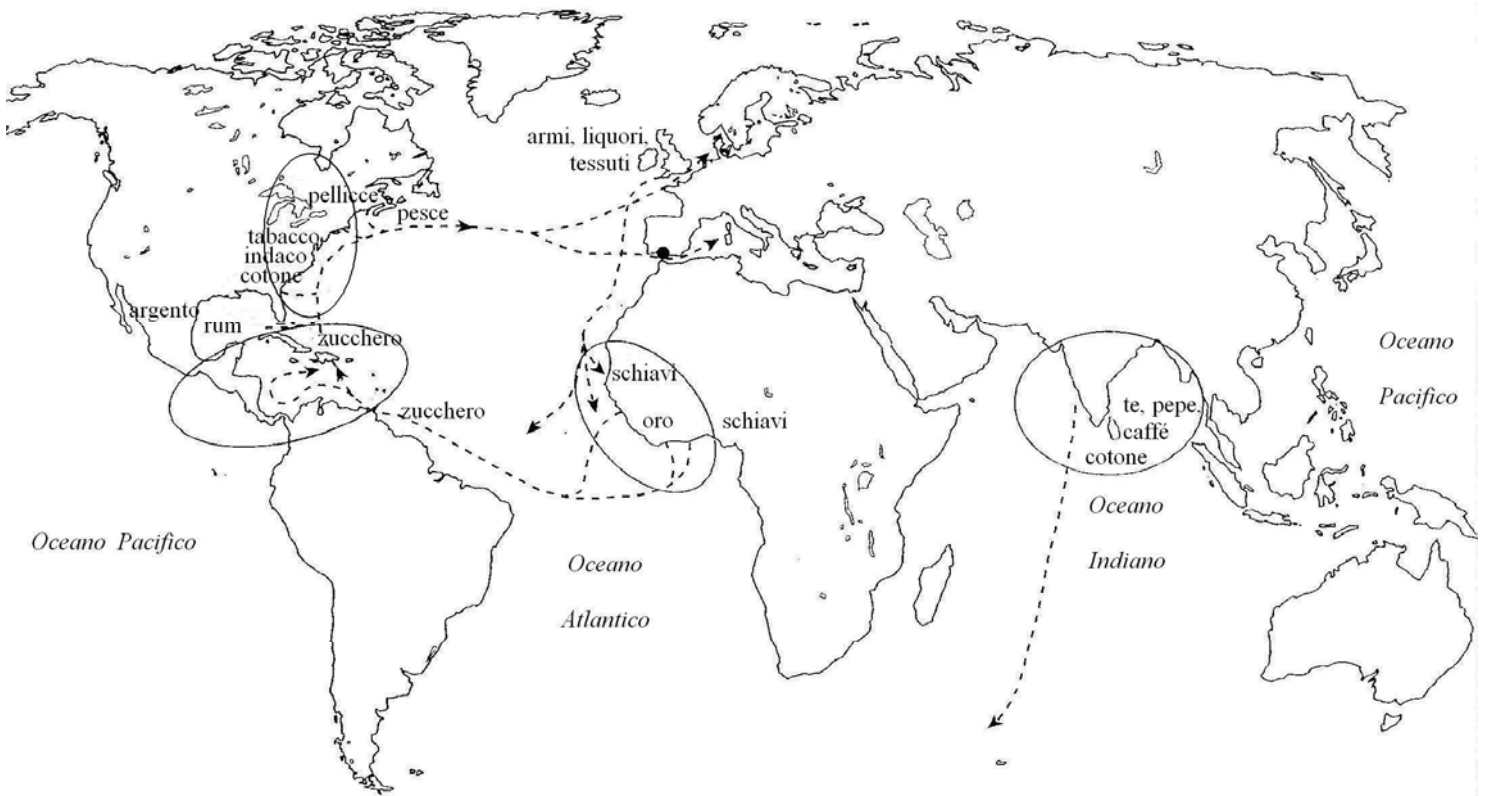 armi, liquori,
tessuti
pellicce
pesce
tabacco
indaco
cotone
argento
rum
zucchero
zucchero
schiavi
oro
schiavi
te, pepe,
caffé
cotone
Oceano
Pacifico
Oceano
Indiano
Oceano Pacifico
Oceano
Atlantico